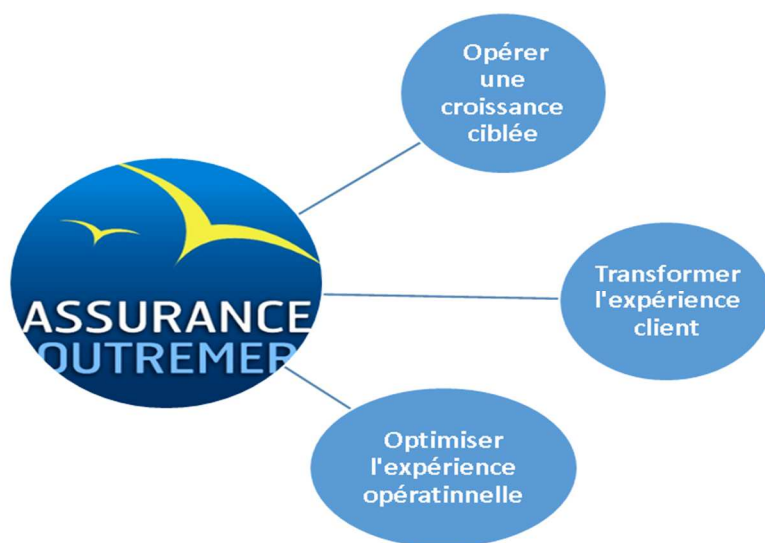 Opérer
une
croissance
ciblée
ASSURANCE
OUTREMER
Transformer
l'expérience
client
Optimiser
l'expérience
opératinnelle